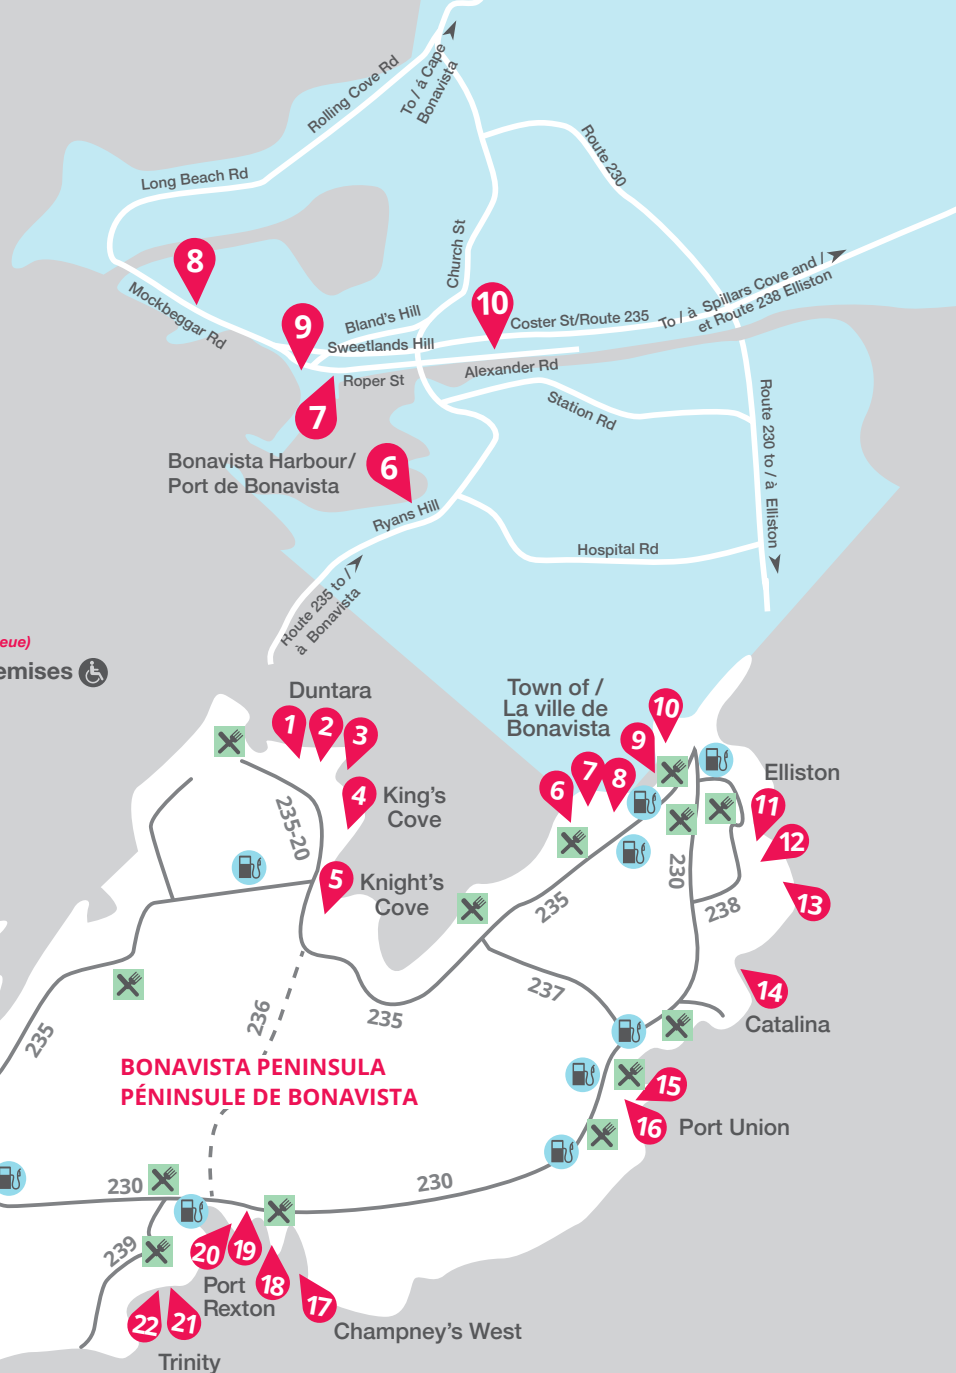 Rolling Cove Rd
To / á Cape
Bonavista
Long Beach Rd
Route 230
Church St
8
Mockbeggar Rd
9
Bland's Hill
10
Coster St/Route 235
To / à Spillars Cove and /
et Route 238 Elliston
Sweetlands Hill
Roper St
Alexander Rd
7
Station Rd
Route 230 to / à Elliston
Bonavista Harbour/
Port de Bonavista
6
Ryans Hill
Hospital Rd
Route 235 to /
à Bonavista
eue)
emises
Duntara
1
2
3
4
King's
Cove
235-20
5
Knight's
Cove
Town of /
La ville de
Bonavista
6
7
8
9
10
Elliston
11
12
13
230
238
235
237
14
Catalina
235
236
235
BONAVISTA PENINSULA
PÉNINSULE DE BONAVISTA
15
16
Port Union
230
230
239
20
19
18
17
Port
Rexton
Champney's West
22
21
Trinity